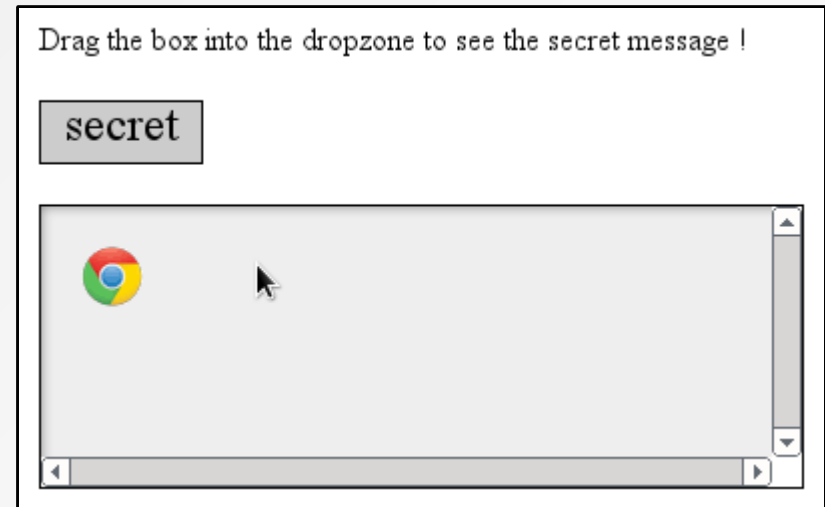 Drag the box into the dropzone to see the secret message !
secret